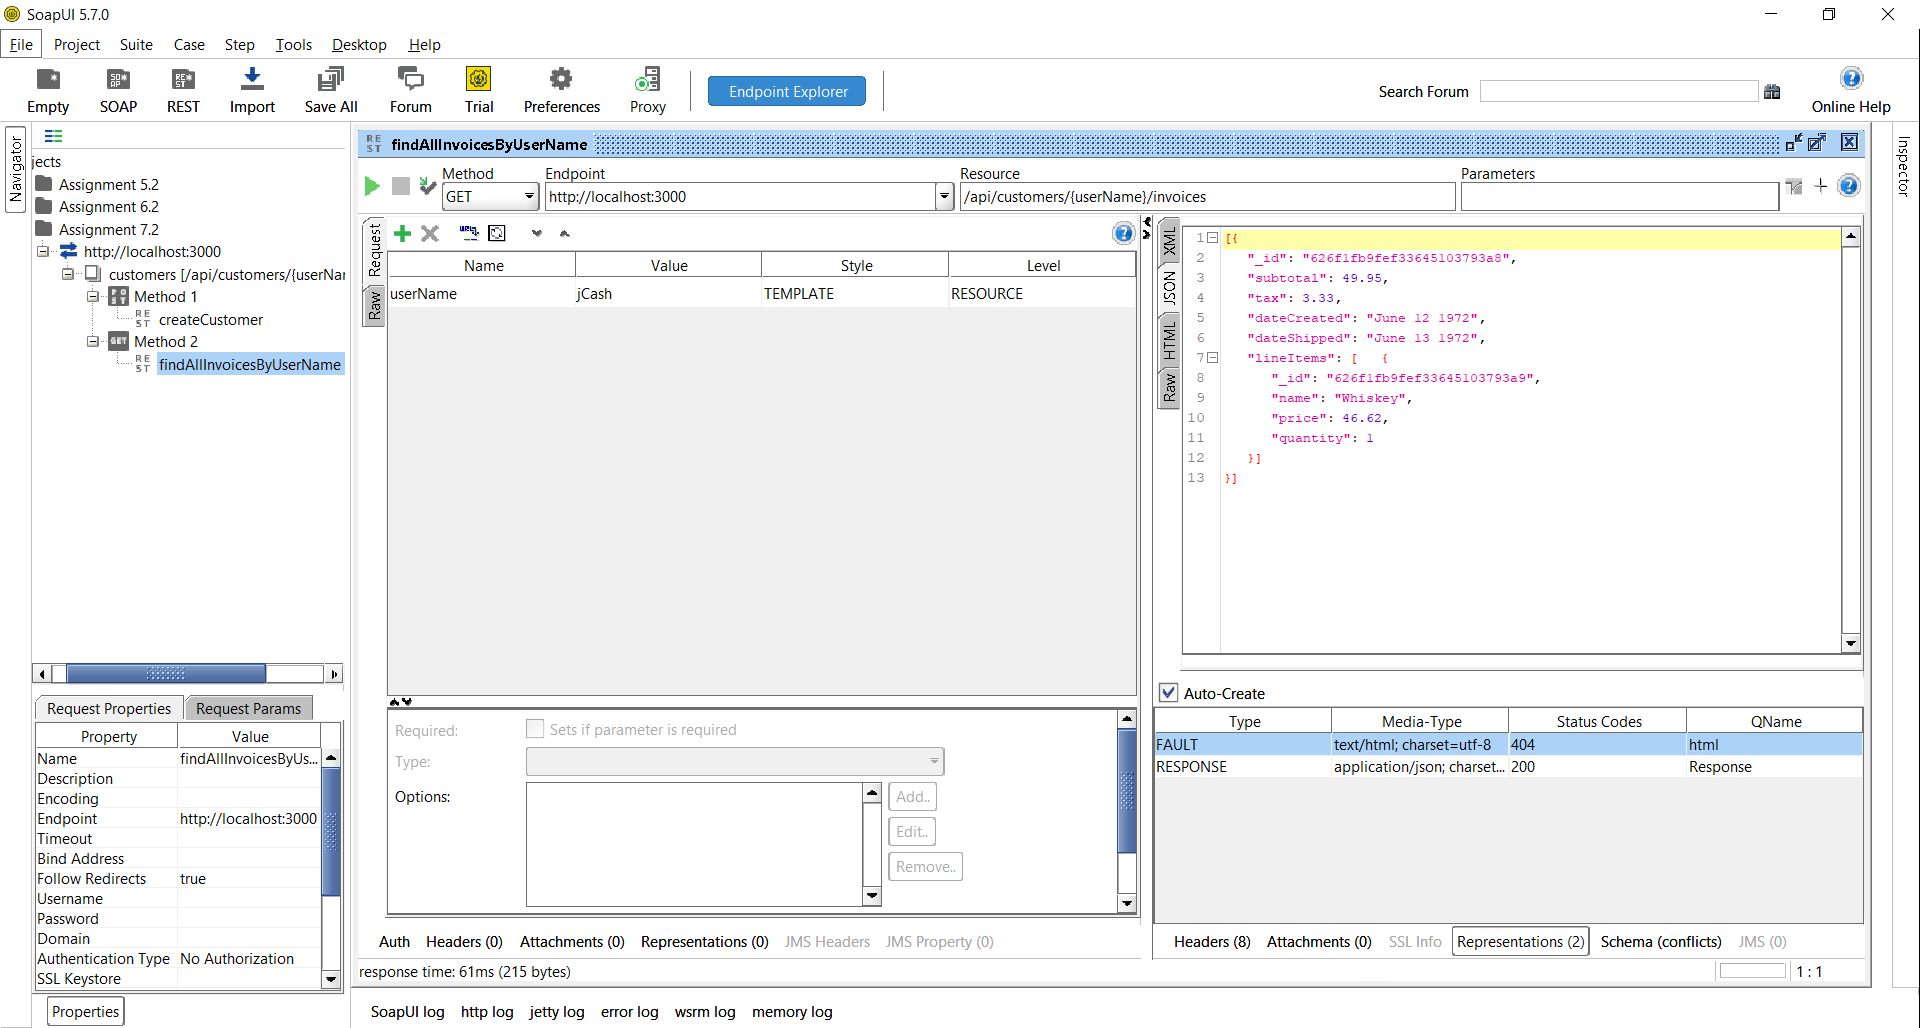 SoapUI 5.7.0
File Project Suite Case Step Tools Desktop Help
Empty SOAP REST Import Save All Forum Trial Preferences Proxy Endpoint Explorer Search Forum Online Help
Navigator
jects
Assignment 5.2
Assignment 6.2
Assignment 7.2
http://localhost:3000
customers [/api/customers/{userNar
Method 1
createCustomer
Method 2
findAllInvoicesByUserName
Request Properties Request Params
Property Value
Name findAllInvoicesByUs...
Description
Encoding
Endpoint http://localhost:3000
Timeout
Bind Address
Follow Redirects true
Username
Password
Domain
Authentication Type No Authorization
SSL Keystore
Properties
REST findAllInvoicesByUserName
Method Endpoint Resource Parameters
GET http://localhost:3000 /api/customers/{userName}/invoices
Request
Raw
Name Value Style Level
userName jCash TEMPLATE RESOURCE
Required: Sets if parameter is required
Type:
Options: Add..
Edit..
Remove..
Auth Headers (0) Attachments (0) Representations (0) JMS Headers JMS Property (0)
response time: 61ms (215 bytes)
XML
JSON
HTML
Raw
1 [{
2 "_id": "626f1fb9fef33645103793a8",
3 "subtotal": 49.95,
4 "tax": 3.33,
5 "dateCreated": "June 12 1972",
6 "dateShipped": "June 13 1972",
7 "lineItems": [ {
8 "_id": "626f1fb9fef33645103793a9",
9 "name": "Whiskey",
10 "price": 46.62,
11 "quantity": 1
12 }]
13 }]
Auto-Create
Type Media-Type Status Codes QName
FAULT text/html; charset=utf-8 404 html
RESPONSE application/json; charset... 200 Response
Headers (8) Attachments (0) SSL Info Representations (2) Schema (conflicts) JMS (0)
1 : 1
Inspector
SoapUI log http log jetty log error log wsrm log memory log